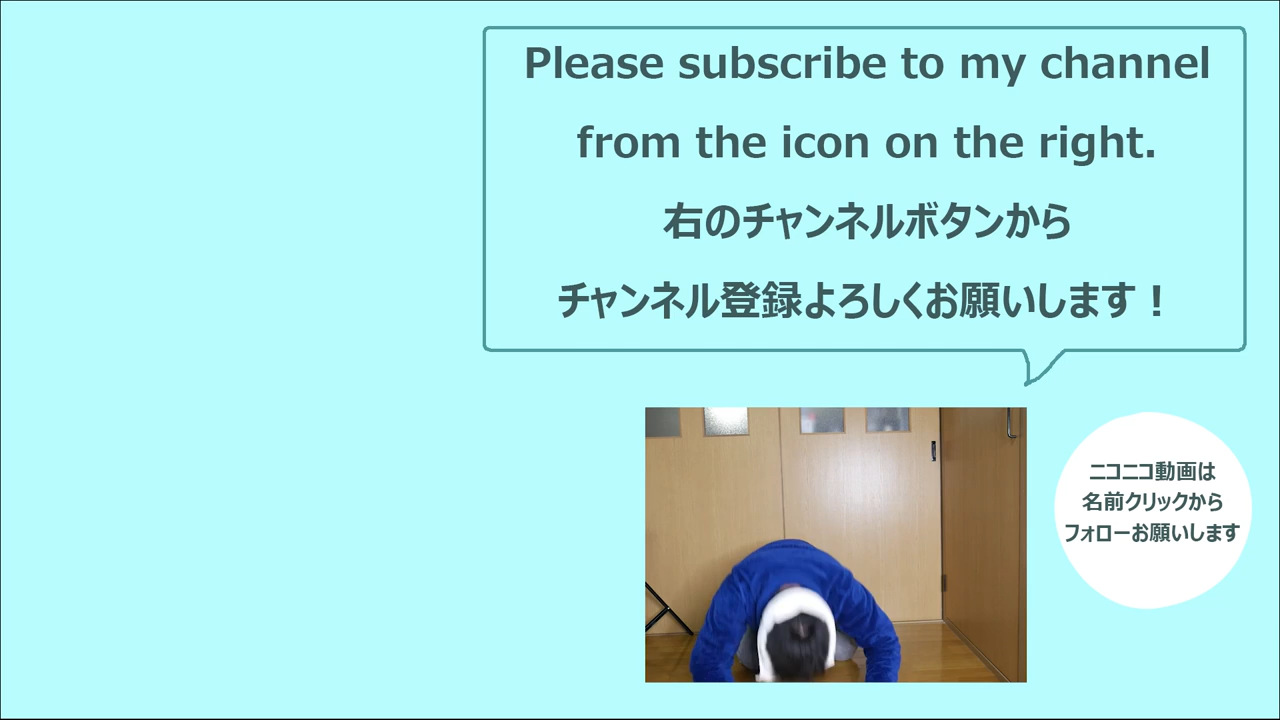 Please subscribe to my channel
from the icon on the right.
右のチャンネルボタンから
チャンネル登録よろしくお願いします！
ニコニコ動画は
名前クリックから
フォローお願いします